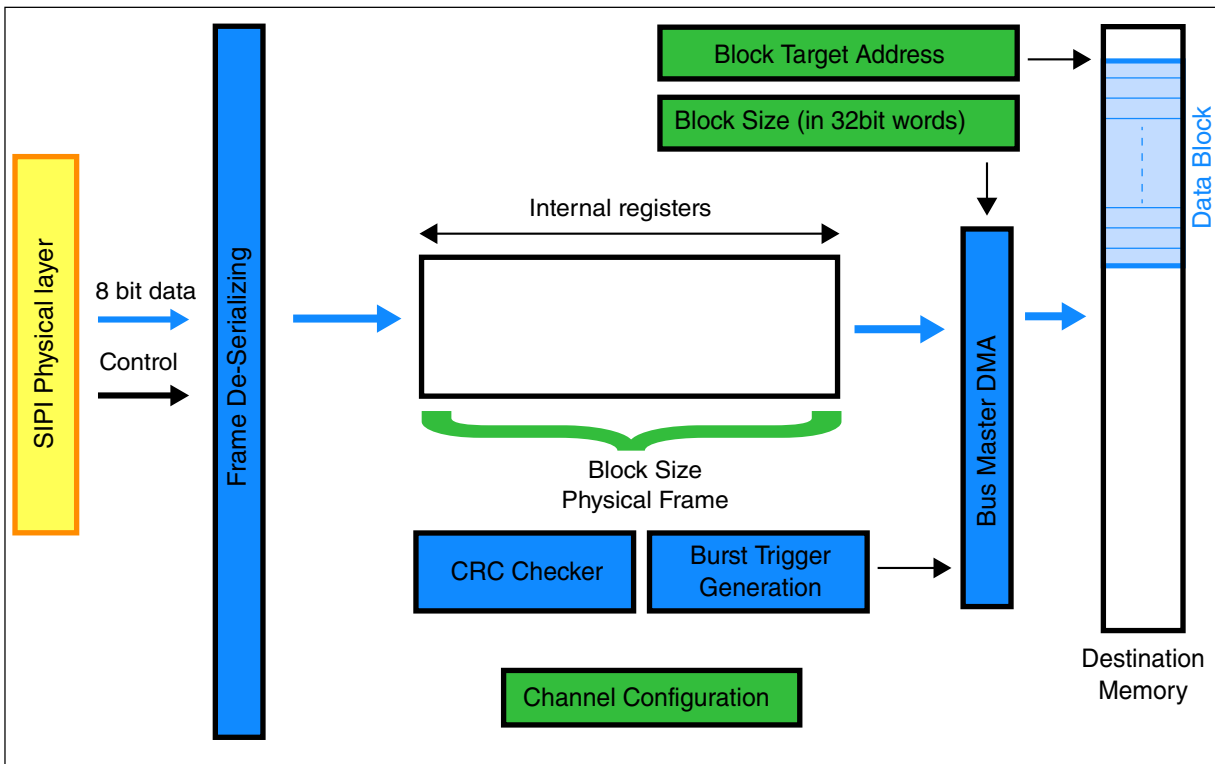 Block Target Address
Block Size (in 32bit words)
Data Block
Internal registers
SIPI Physical layer
8 bit data
Control
Frame De-Serializing
Bus Master DMA
Block Size
Physical Frame
CRC Checker
Burst Trigger
Generation
Destination
Memory
Channel Configuration